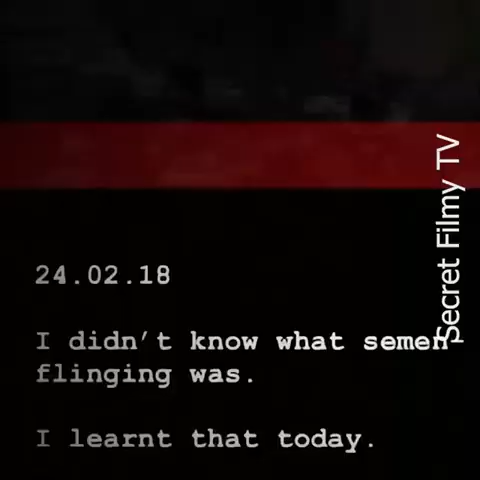 24.02.18
I didn't know what semen
flinging was.
I learnt that today.
Secret Filmy TV